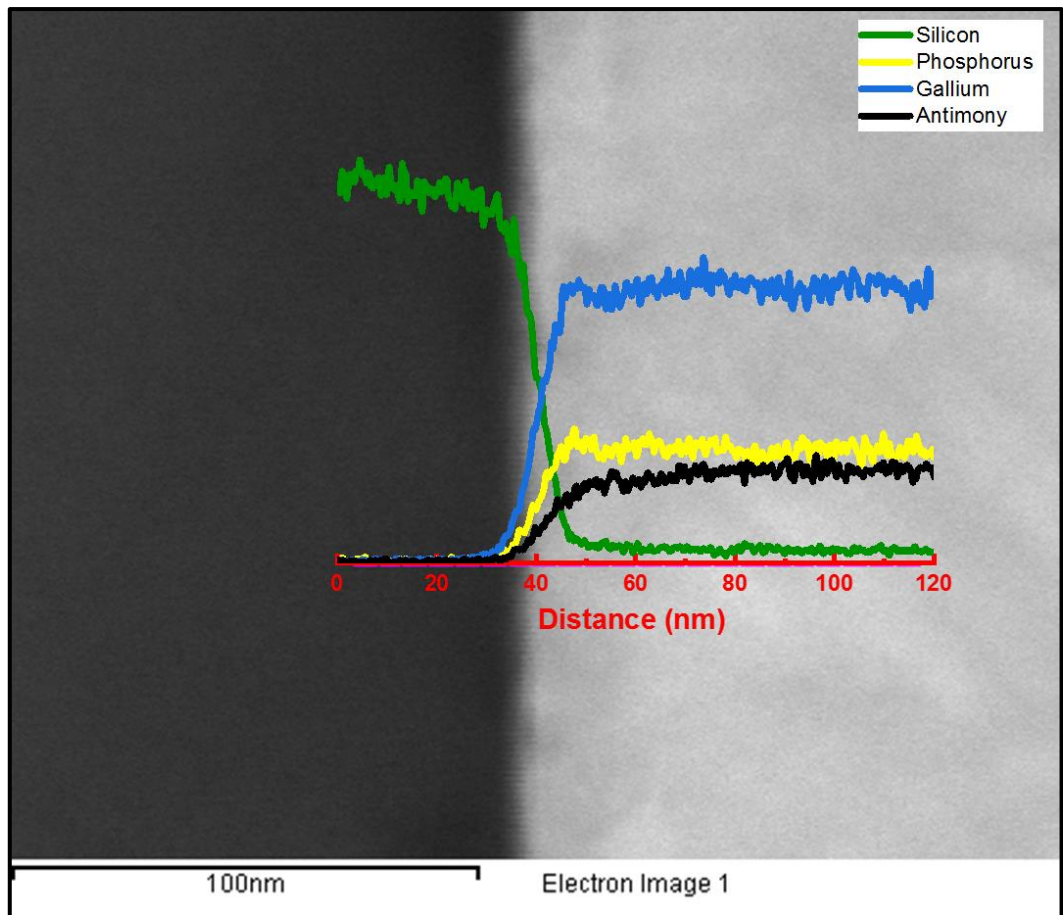 Silicon
Phosphorus
Gallium
Antimony
0 20 40 60 80 100 120
Distance (nm)
100nm Electron Image 1